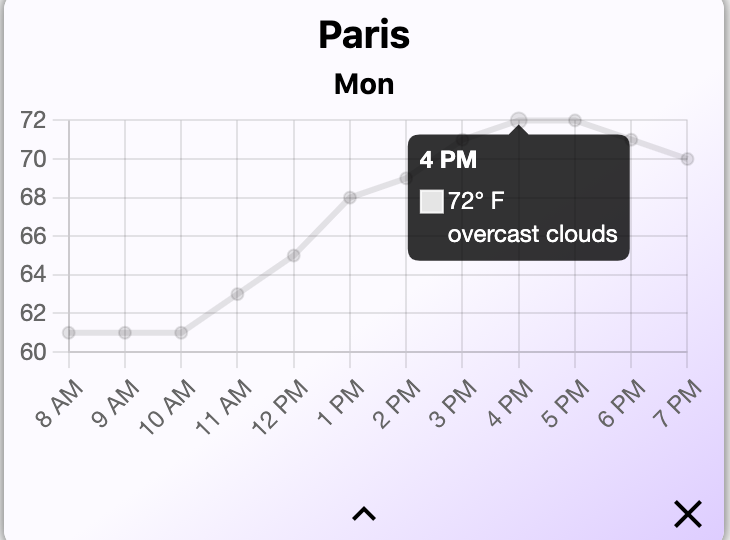 Paris
Mon
72
70
68
66
64
62
60
4 PM
72° F
overcast clouds
8 AM
9 AM
10 AM
11 AM
12 PM
1 PM
2 PM
3 PM
4 PM
5 PM
6 PM
7 PM